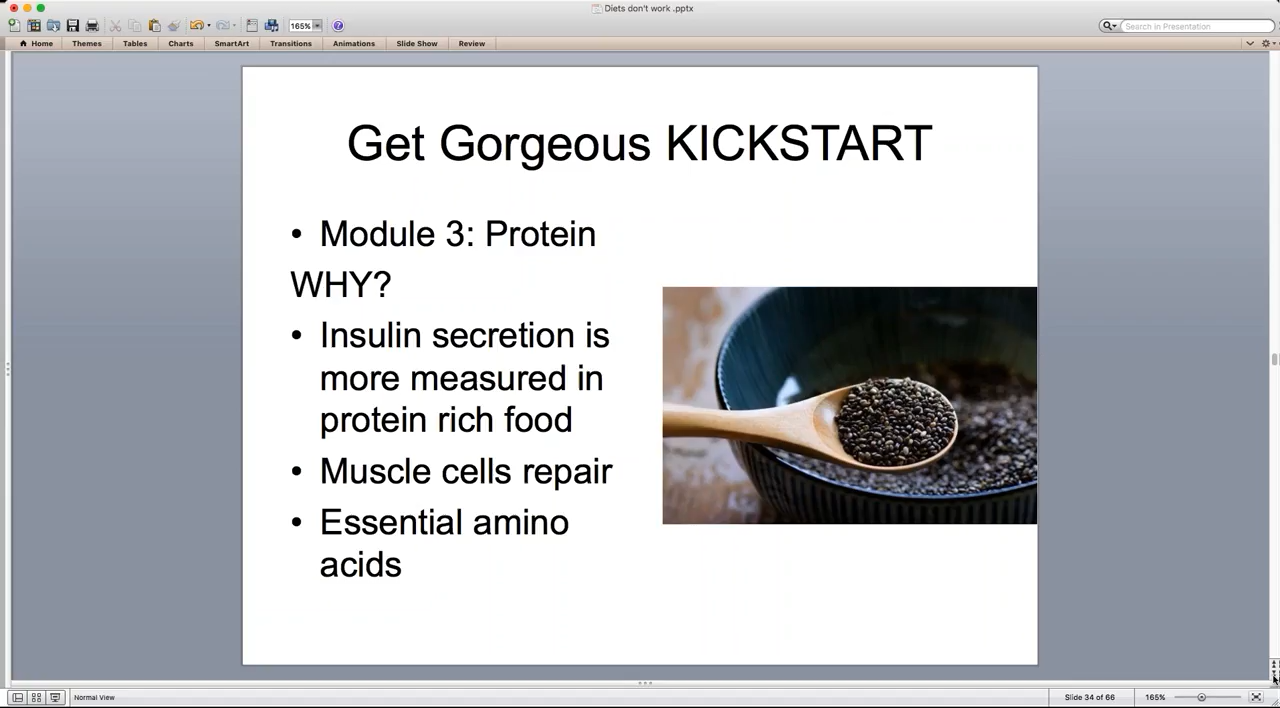 Diets don't work .pptx
165%
Search in Presentation
Home Themes Tables Charts SmartArt Transitions Animations Slide Show Review
Get Gorgeous KICKSTART
• Module 3: Protein
WHY?
• Insulin secretion is
more measured in
protein rich food
• Muscle cells repair
• Essential amino
acids
Normal View
Slide 34 of 66
165%